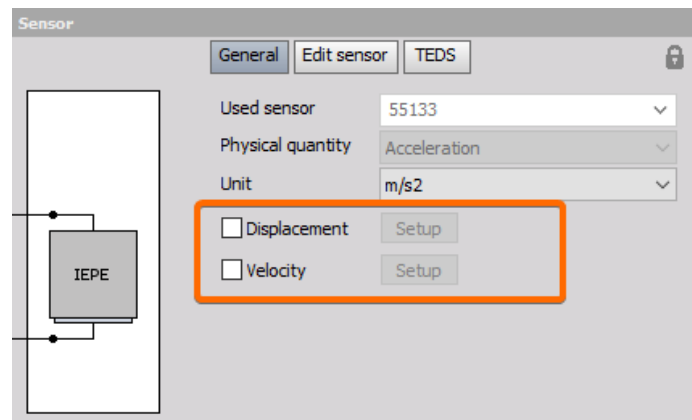 Sensor
General Edit sensor TEDS
Used sensor 55133
Physical quantity Acceleration
Unit m/s2
Displacement Setup
Velocity Setup
IEPE